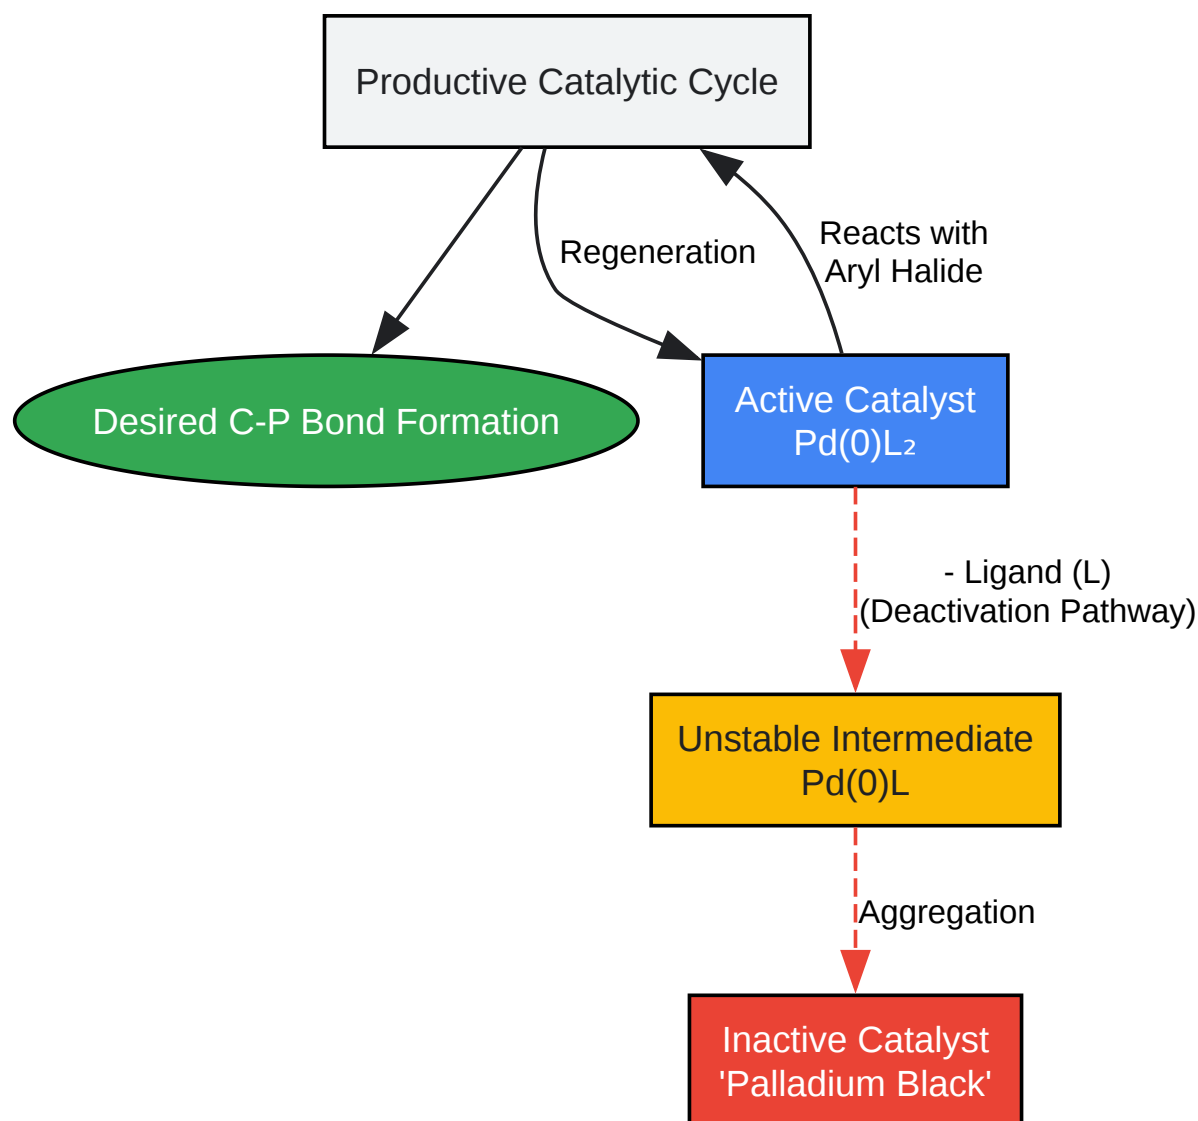 Productive Catalytic Cycle
Regeneration
Reacts with
Aryl Halide
Desired C-P Bond Formation
Active Catalyst
Pd(0)L₂
- Ligand (L)
(Deactivation Pathway)
Unstable Intermediate
Pd(0)L
Aggregation
Inactive Catalyst
'Palladium Black'